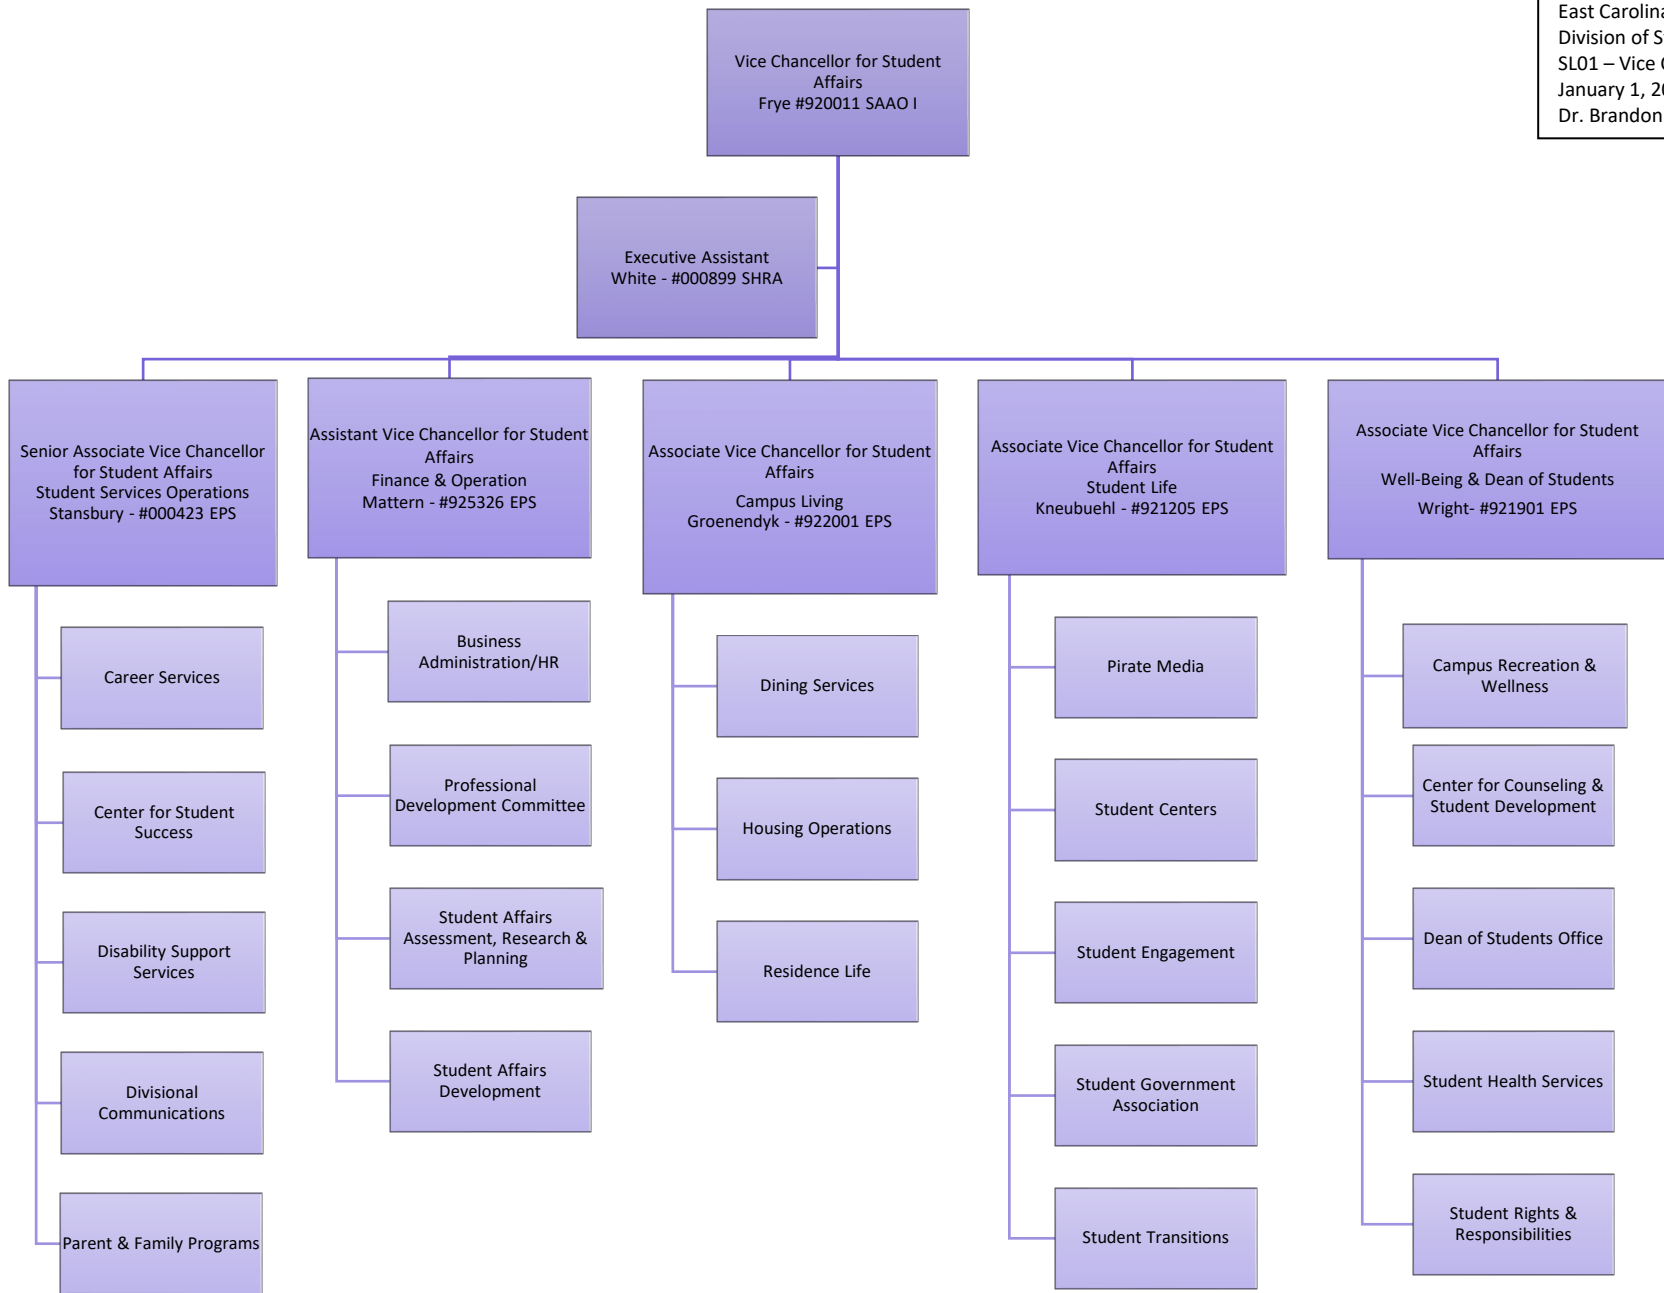 East Carolina
Division of
SL01 – Vice
January 1,
Dr. Brandon
Vice Chancellor for Student
Affairs
Frye #920011 SAAO I
Executive Assistant
White - #000899 SHRA
Senior Associate Vice Chancellor
for Student Affairs
Student Services Operations
Stansbury - #000423 EPS
Career Services
Center for Student
Success
Disability Support
Services
Divisional
Communications
Parent & Family Programs
Assistant Vice Chancellor for Student
Affairs
Finance & Operation
Mattern - #925326 EPS
Business
Administration/HR
Professional
Development Committee
Student Affairs
Assessment, Research &
Planning
Student Affairs
Development
Associate Vice Chancellor for Student
Affairs
Campus Living
Groenendyk - #922001 EPS
Dining Services
Housing Operations
Residence Life
Associate Vice Chancellor for Student
Affairs
Student Life
Kneubuehl - #921205 EPS
Pirate Media
Student Centers
Student Engagement
Student Government
Association
Student Transitions
Associate Vice Chancellor for Student
Affairs
Well-Being & Dean of Students
Wright- #921901 EPS
Campus Recreation &
Wellness
Center for Counseling &
Student Development
Dean of Students Office
Student Health Services
Student Rights &
Responsibilities